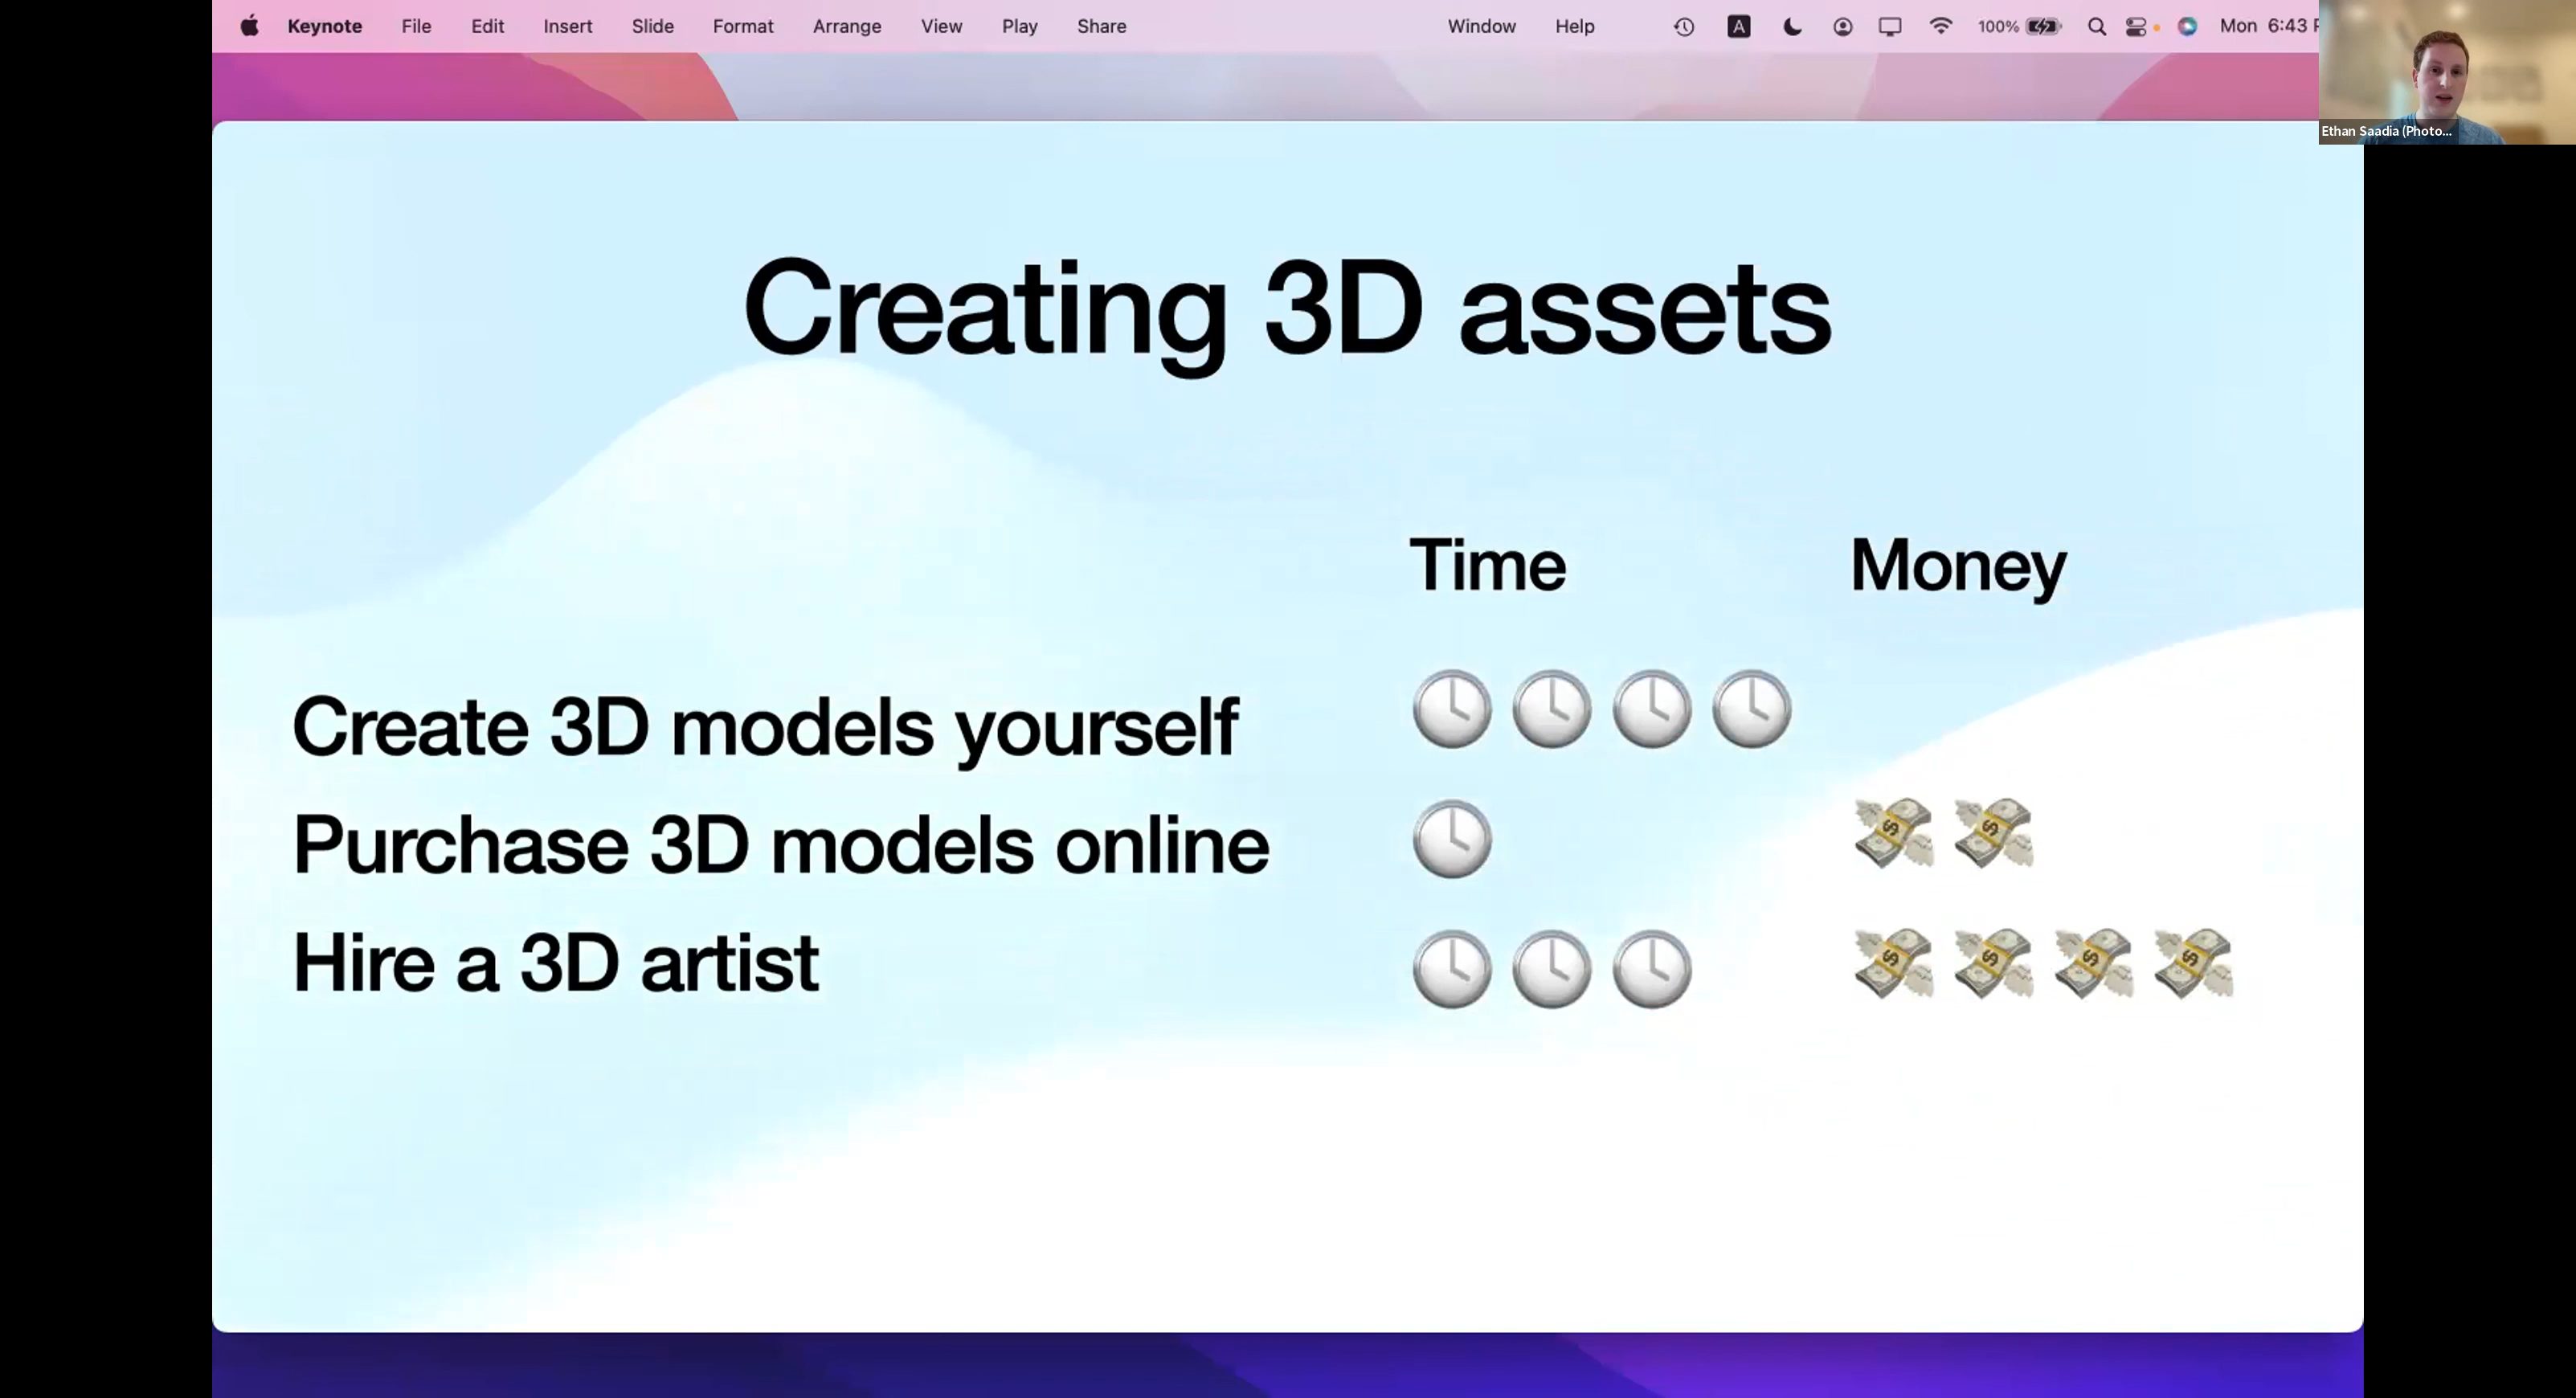 Keynote File Edit Insert Slide Format Arrange View Play Share Window Help A 100% Mon 6:43
Ethan Saadia (Photo...
Creating 3D assets
Time Money
Create 3D models yourself
Purchase 3D models online
Hire a 3D artist